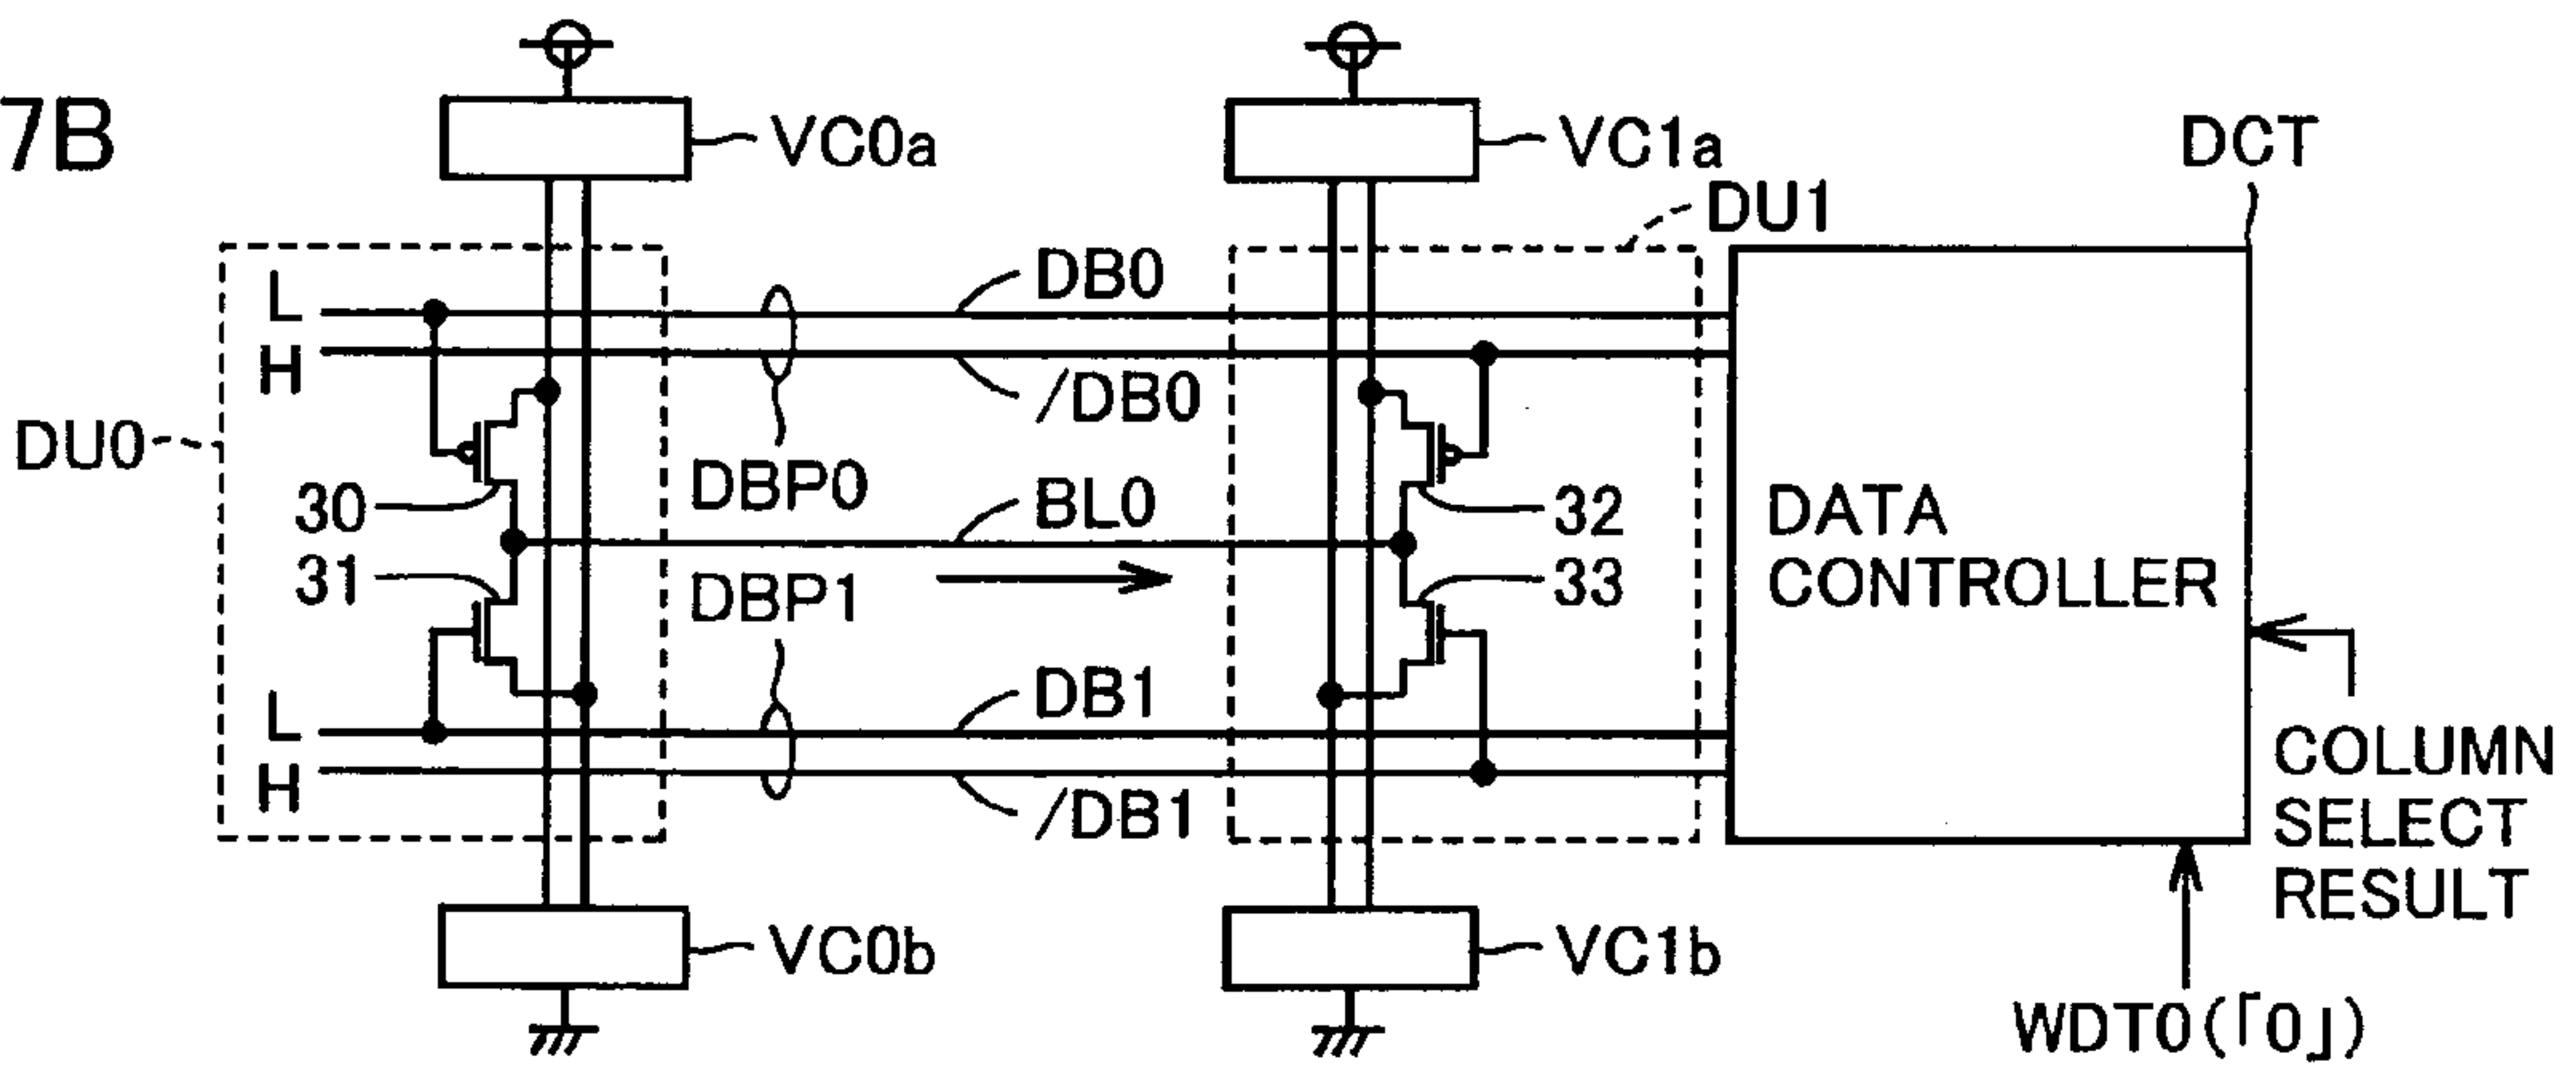 7B
VC0a
VC1a
DCT
DU1
L
DB0
H
/DB0
DU0
DBP0
30
BL0
32
DATA
CONTROLLER
31
DBP1
33
L
DB1
H
/DB1
COLUMN
SELECT
RESULT
VC0b
VC1b
WDT0(「0」)